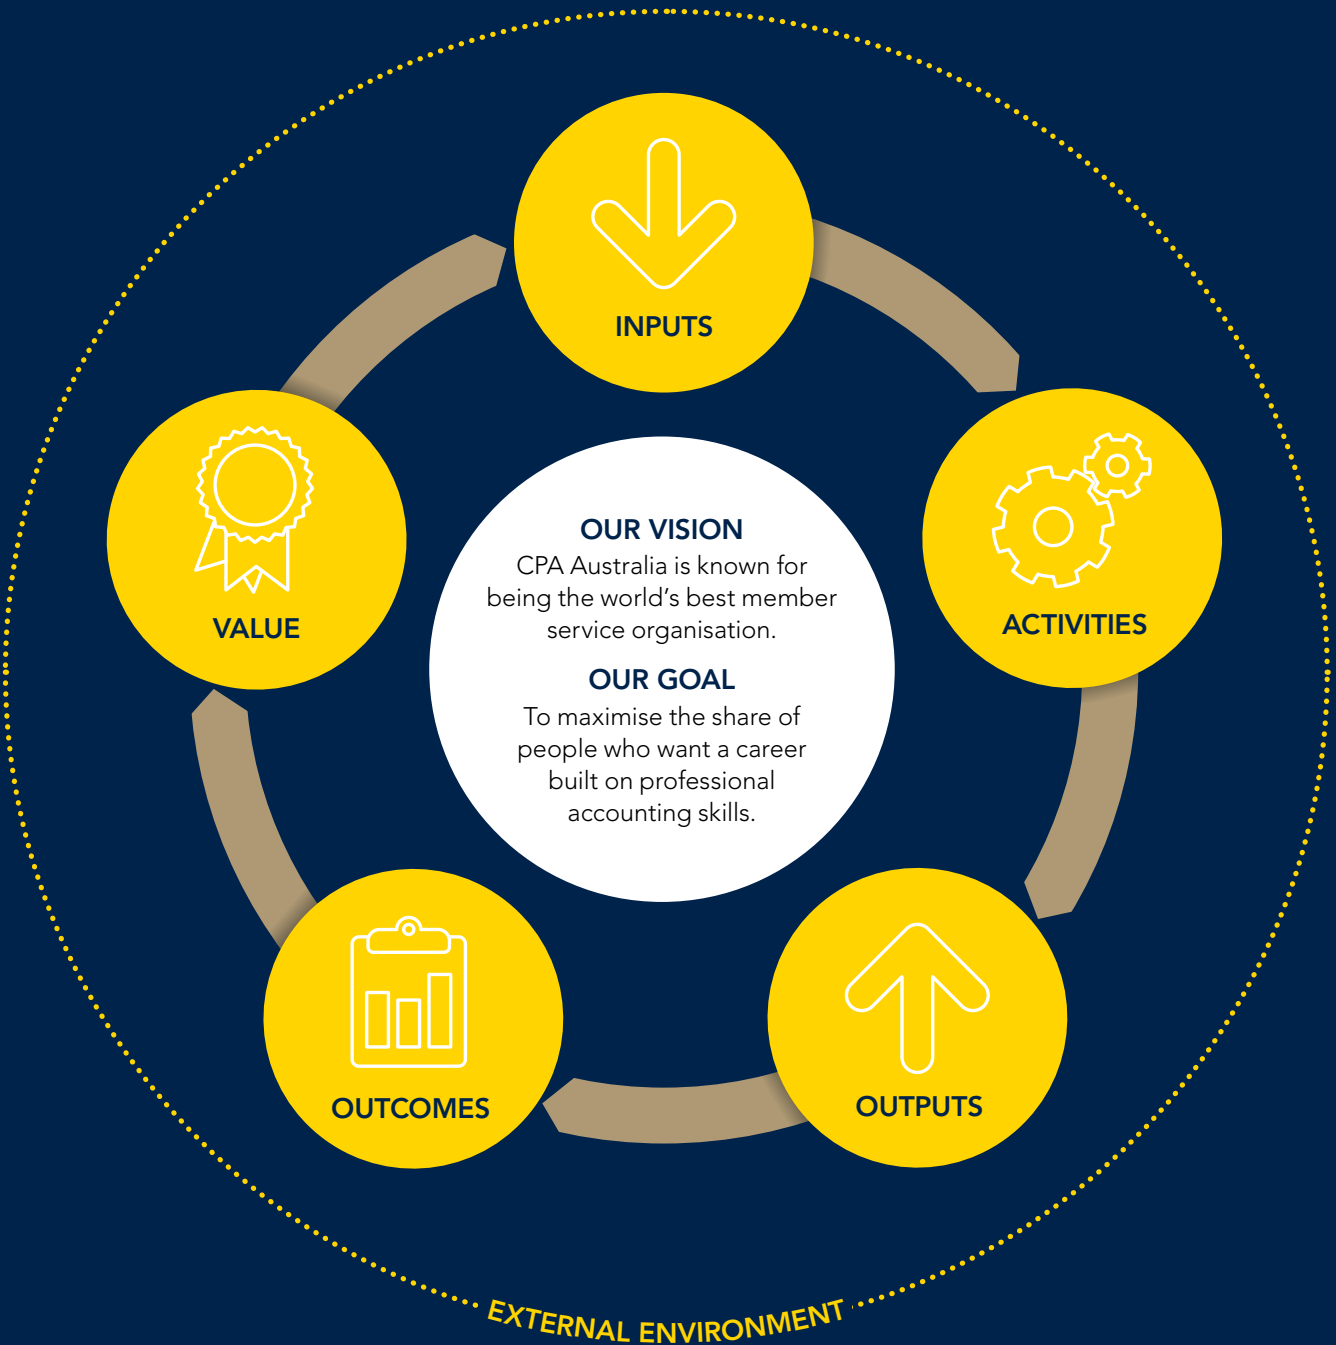 INPUTS
VALUE
ACTIVITIES
OUR VISION
CPA Australia is known for
being the world's best member
service organisation.
OUR GOAL
To maximise the share of
people who want a career
built on professional
accounting skills.
OUTCOMES
OUTPUTS
EXTERNAL ENVIRONMENT